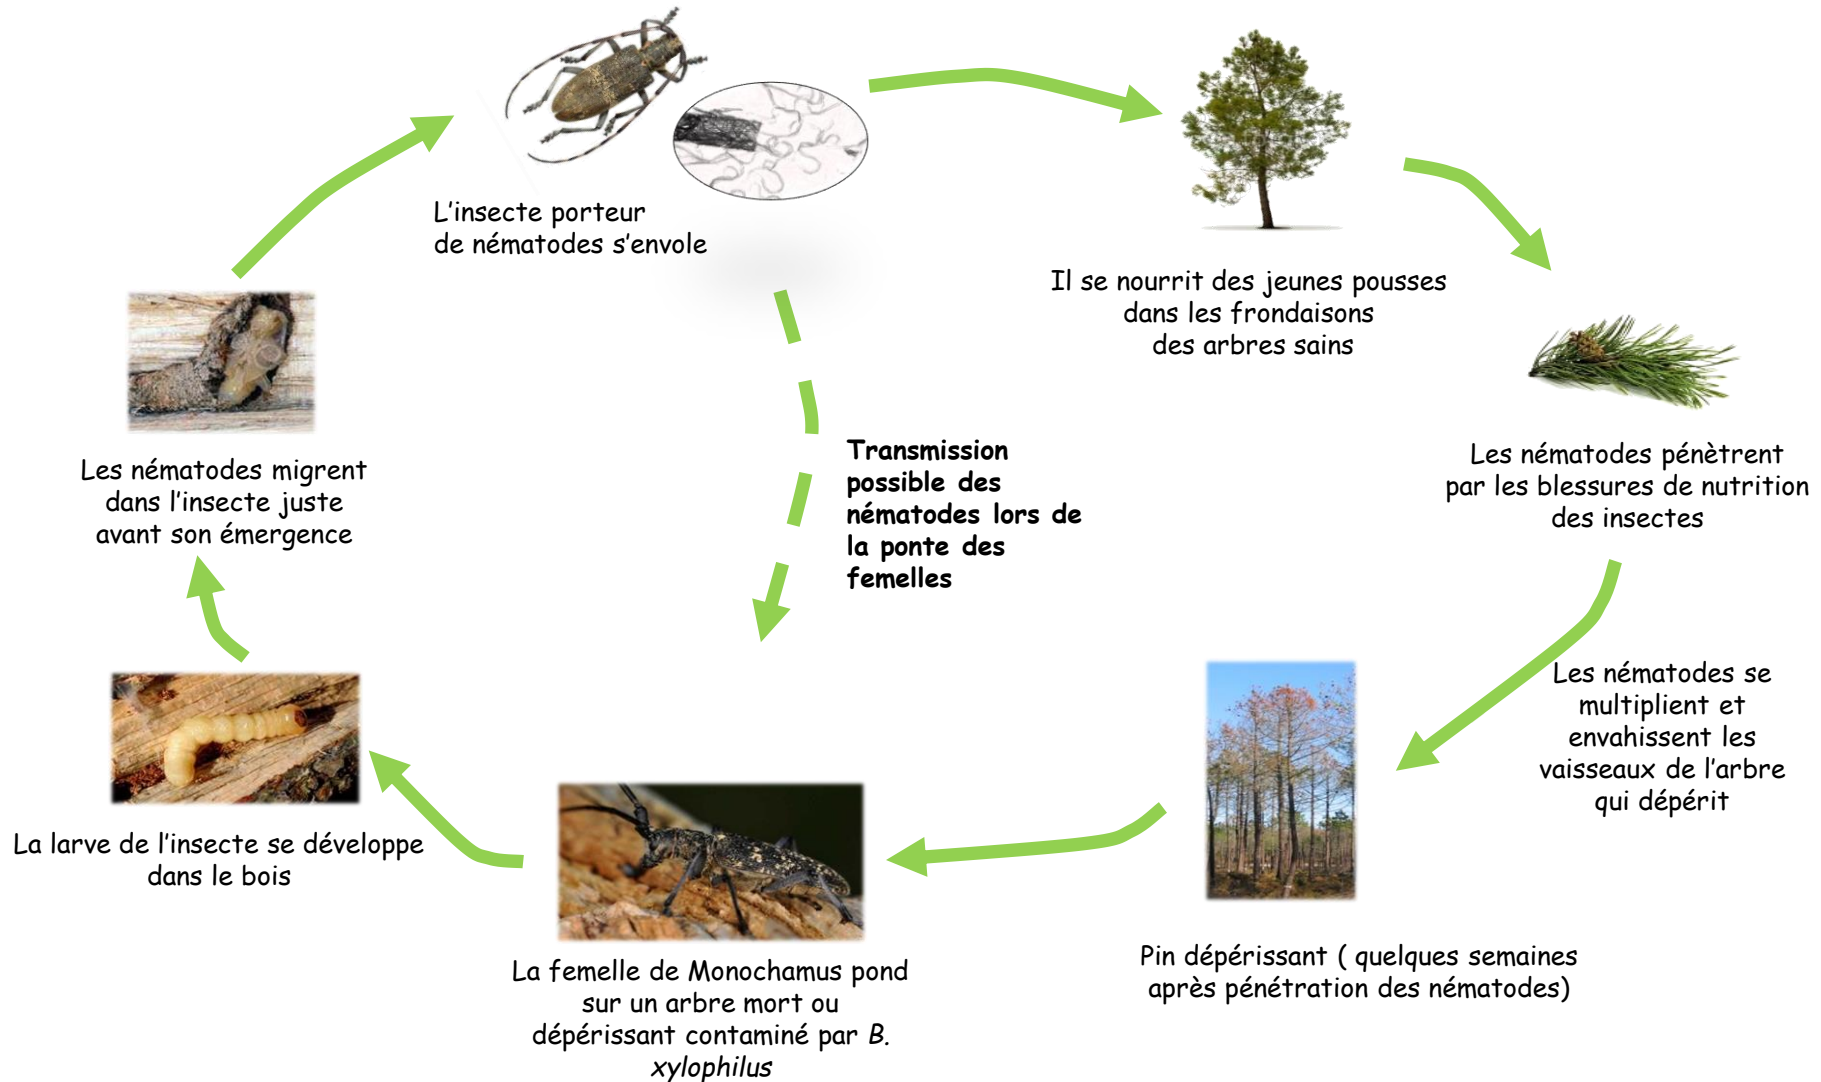 L'insecte porteur
de nématodes s'envole
Il se nourrit des jeunes pousses
dans les frondaisons
des arbres sains
Les nématodes pénètrent
par les blessures de nutrition
des insectes
Les nématodes se
multiplient et
envahissent les
vaisseaux de l'arbre
qui dépérit
Pin dépérissant ( quelques semaines
après pénétration des nématodes)
La femelle de Monochamus pond
sur un arbre mort ou
dépérissant contaminé par B.
xylophilus
La larve de l'insecte se développe
dans le bois
Les nématodes migrent
dans l'insecte juste
avant son émergence
Transmission
possible des
nématodes lors de
la ponte des
femelles